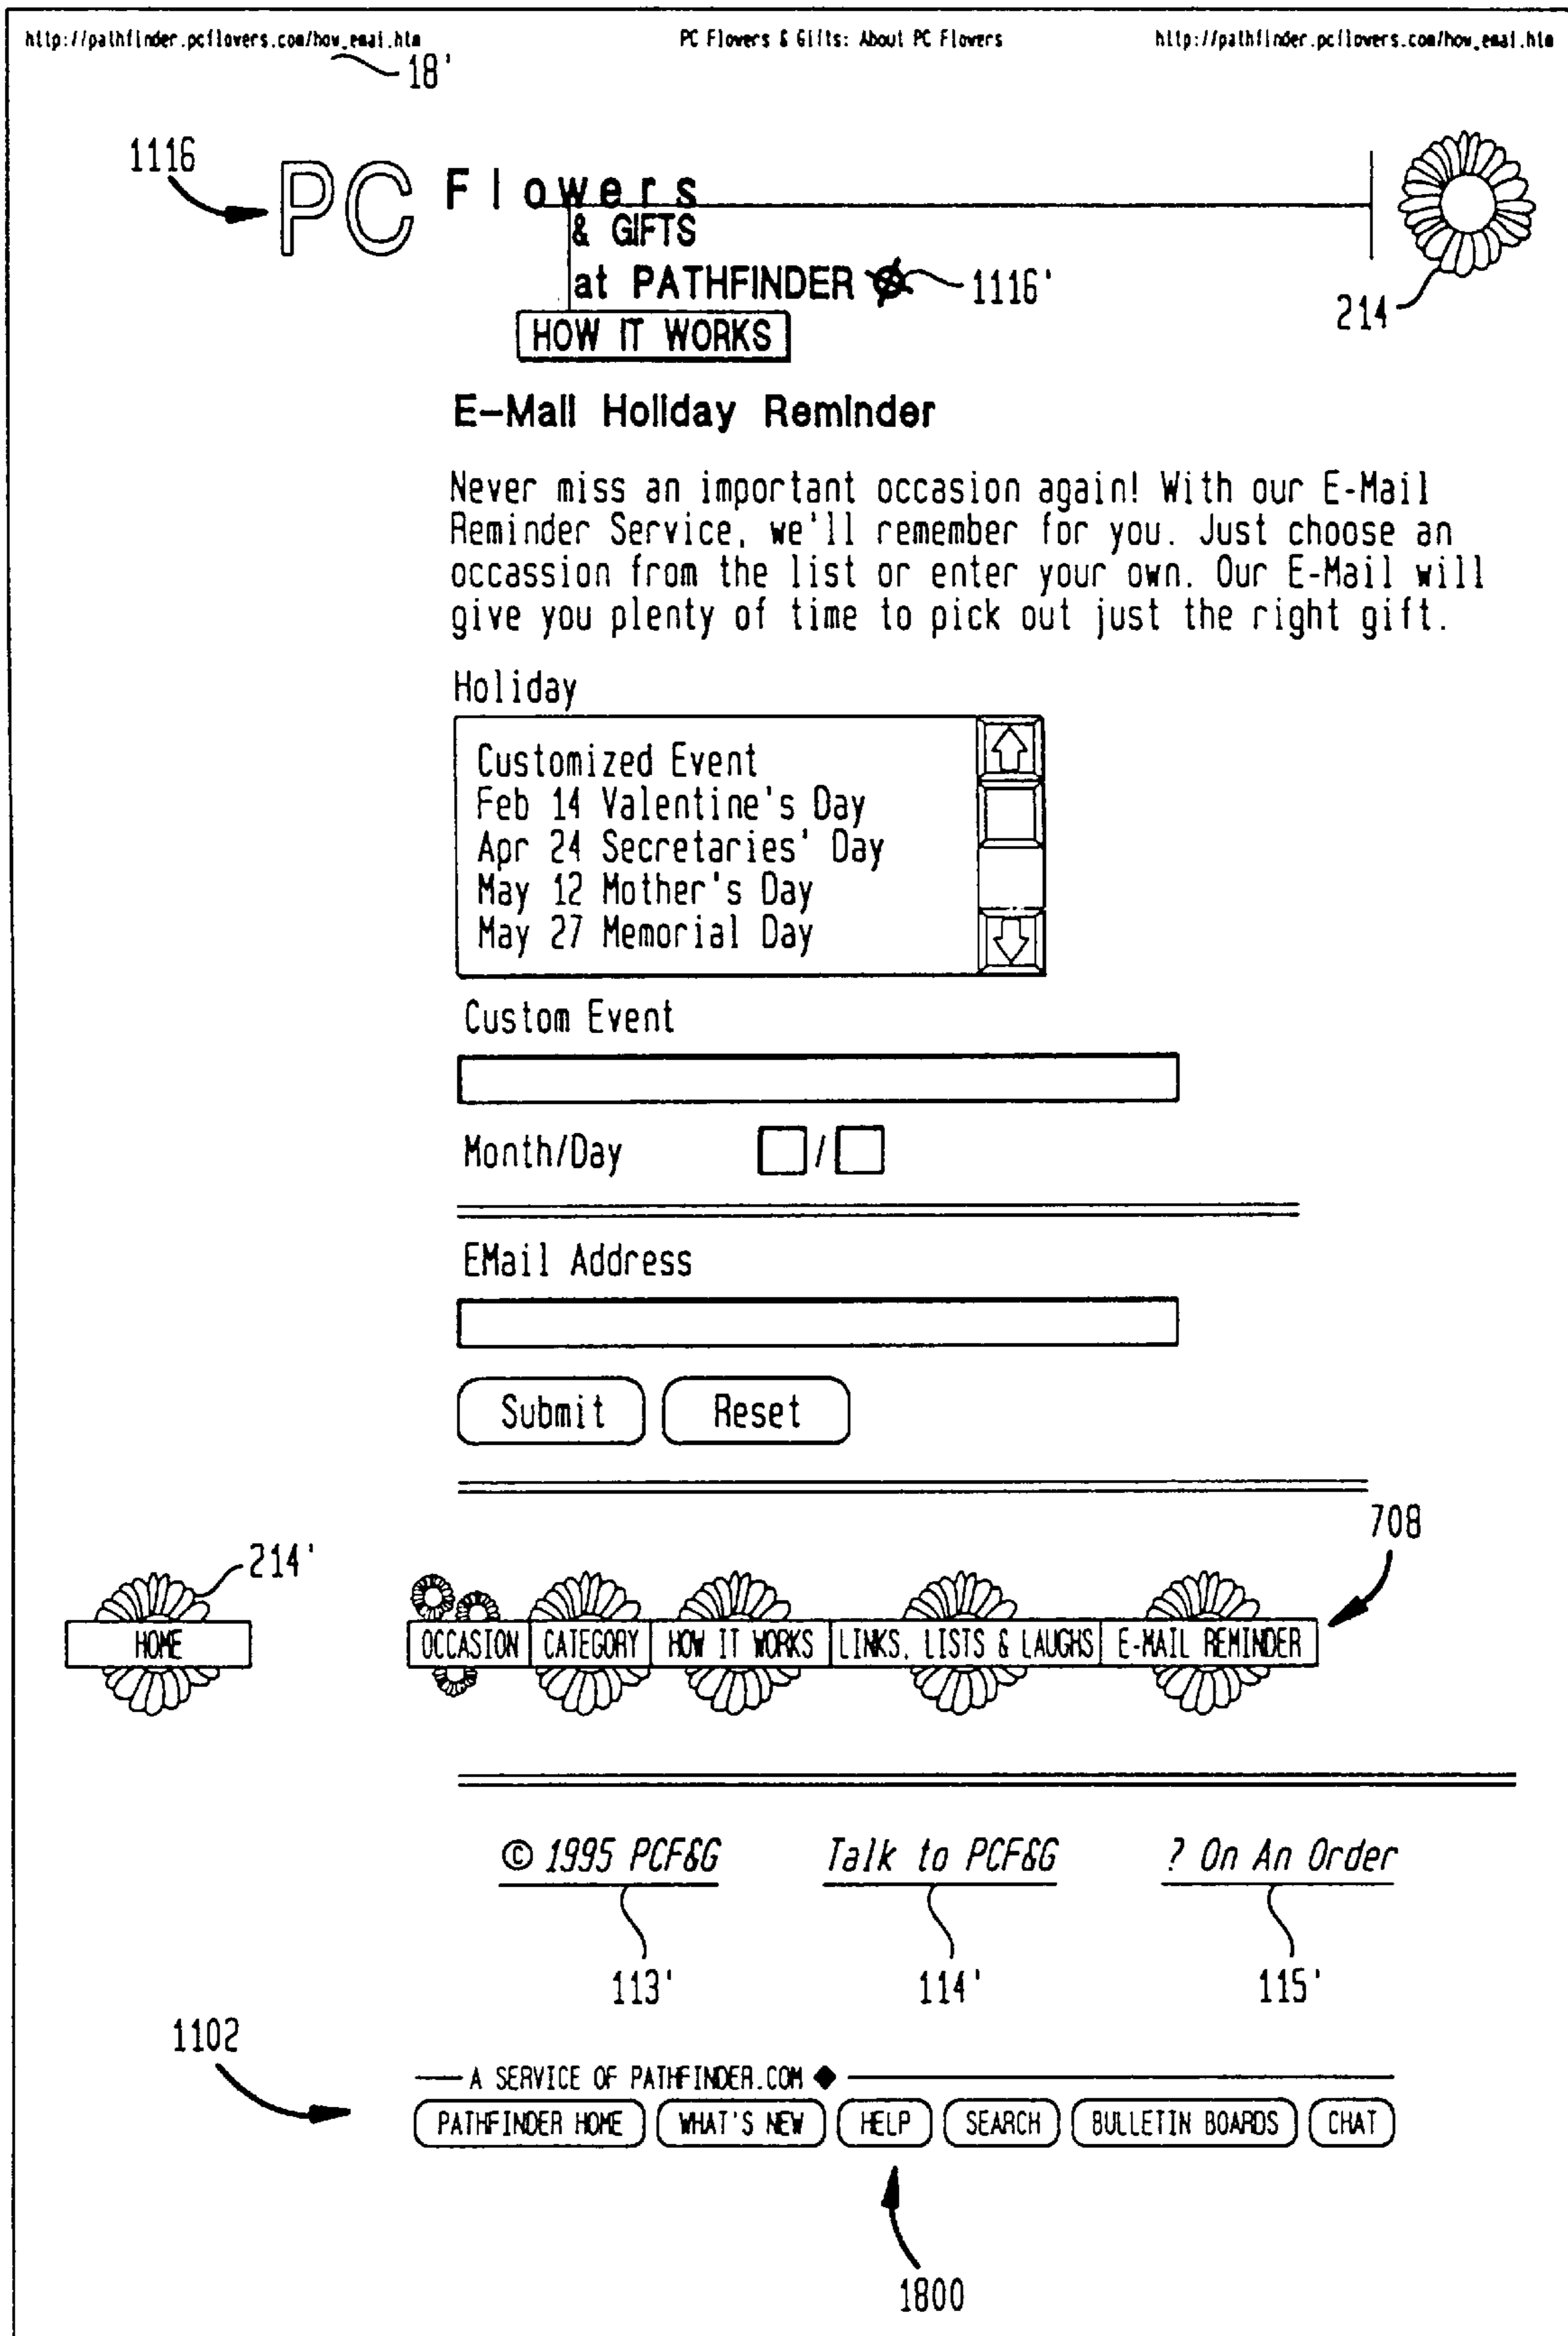 http://pathfinder.pcflowers.com/how_emal.htm PC Flowers & Gifts: About PC Flowers http://pathfinder.pcflowers.com/how_emal.htm
18'
1116
PC Flowers
& GIFTS
at PATHFINDER
1116'
214
HOW IT WORKS
E-Mail Holiday Reminder
Never miss an important occasion again! With our E-Mail
Reminder Service, we'll remember for you. Just choose an
occassion from the list or enter your own. Our E-Mail will
give you plenty of time to pick out just the right gift.
Holiday
Customized Event
Feb 14 Valentine's Day
Apr 24 Secretaries' Day
May 12 Mother's Day
May 27 Memorial Day
Custom Event
Month/Day / 
EMail Address
Submit Reset
708
214'
HOME OCCASION CATEGORY HOW IT WORKS LINKS, LISTS & LAUGHS E-MAIL REMINDER
© 1995 PCF&G Talk to PCF&G ? On An Order
113' 114' 115'
1102
A SERVICE OF PATHFINDER.COM
PATHFINDER HOME WHAT'S NEW HELP SEARCH BULLETIN BOARDS CHAT
1800